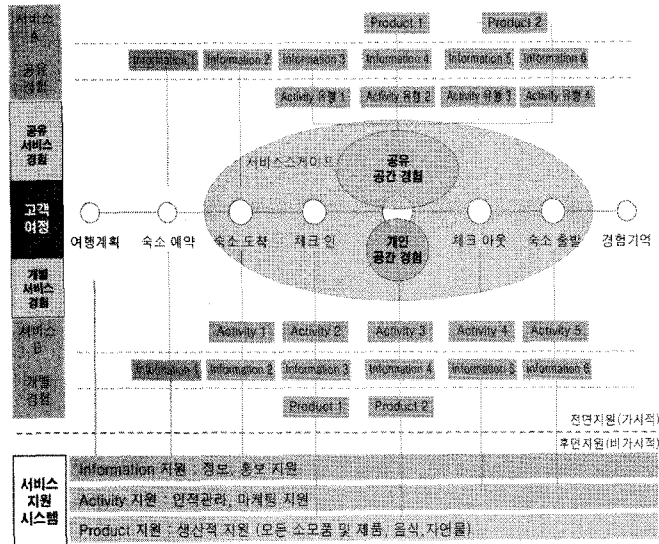 서비스 A
Product 1
Product 2
공유 경험
Information 1
Information 2
Information 3
Information 4
Information 5
Information 6
Activity 유형 1
Activity 유형 2
Activity 유형 3
Activity 유형 4
공유 서비스 경험
서비스스케이프
공유 공간 경험
고객 여정
여행계획
숙소 예약
숙소 도착
체크 인
개인 공간 경험
체크 아웃
숙소 출발
경험기억
개별 서비스 경험
서비스 B
Activity 1
Activity 2
Activity 3
Activity 4
Activity 5
개별 경험
Information 1
Information 2
Information 3
Information 4
Information 5
Information 6
Product 1
Product 2
전면지원(가시적)
후면지원(비가시적)
서비스 지원 시스템
Information 지원 : 정보, 홍보 지원
Activity 지원 : 인적관리, 마케팅 지원
Product 지원 : 생산적 지원 (모든 소모품 및 제품, 음식, 자연물)